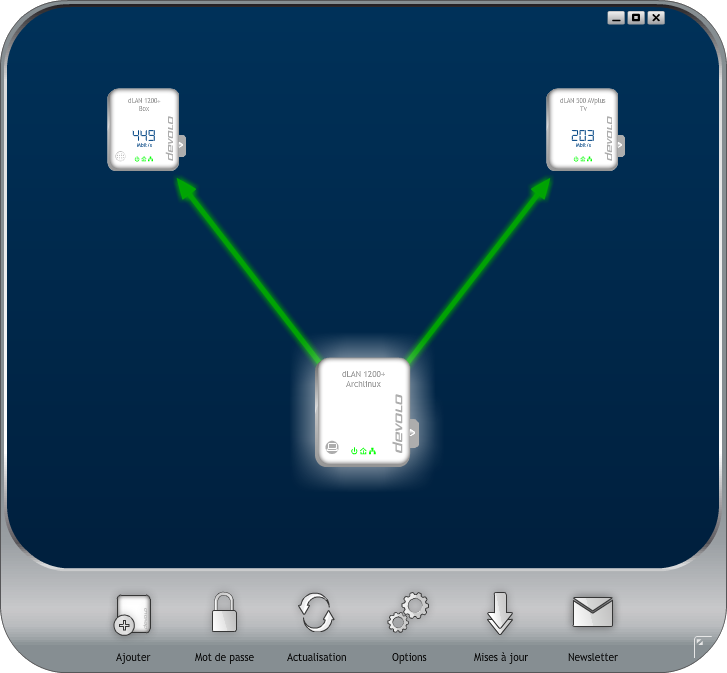 dLAN 1200+
Box
449
Mbit/s
devolo
dLAN 500 AVplus
TV
203
Mbit/s
devolo
dLAN 1200+
Archlinux
devolo
Ajouter
Mot de passe
Actualisation
Options
Mises à jour
Newsletter